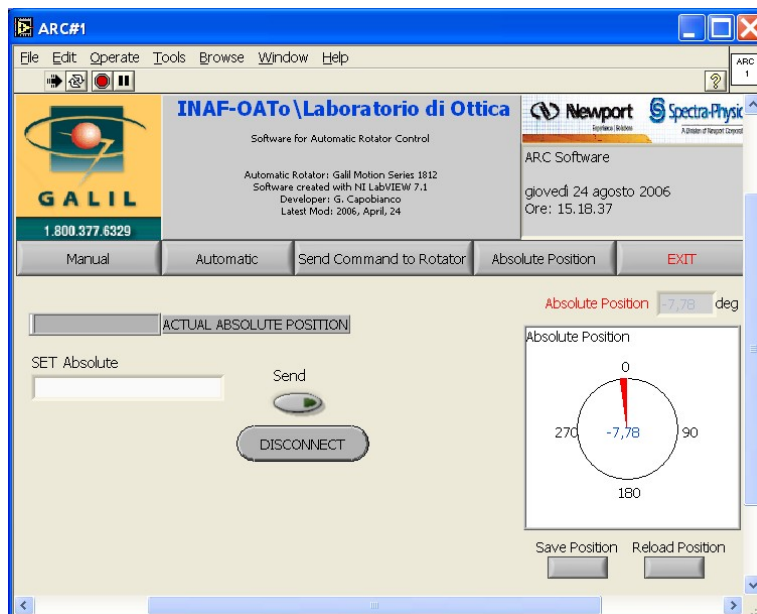 ARC#1
File Edit Operate Tools Browse Window Help
ARC
1
GALIL
1.800.377.6329
INAF-OATo\Laboratorio di Ottica
Software for Automatic Rotator Control
Automatic Rotator: Galil Motion Series 1812
Software created with NI LabVIEW 7.1
Developer: G. Capobianco
Latest Mod: 2006, April, 24
Newport
Spectra-Physic
ARC Software
giovedì 24 agosto 2006
Ore: 15.18.37
Manual
Automatic
Send Command to Rotator
Absolute Position
EXIT
Absolute Position -7,78 deg
ACTUAL ABSOLUTE POSITION
SET Absolute
Send
DISCONNECT
Absolute Position
0
270 -7,78 90
180
Save Position Reload Position